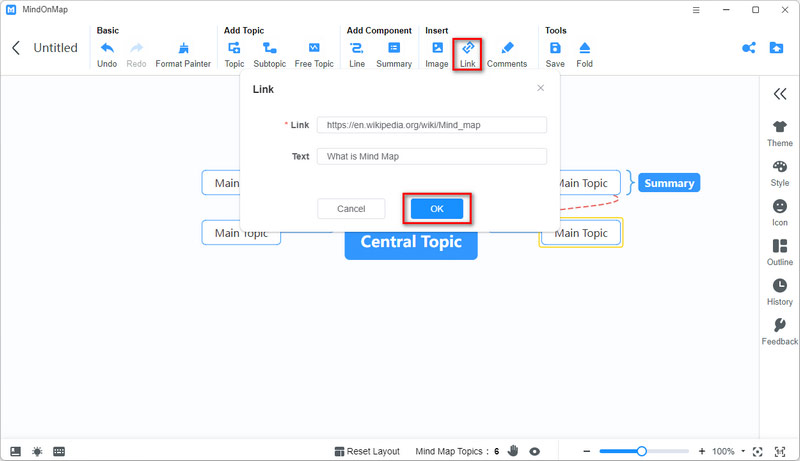 MindOnMap
Untitled
Basic
Add Topic
Add Component
Insert
Tools
Undo
Redo
Format Painter
Topic
Subtopic
Free Topic
Line
Summary
Image
Link
Comments
Save
Fold
Link
* Link
https://en.wikipedia.org/wiki/Mind_map
Text
What is Mind Map
Cancel
OK
Main
Main Topic
Summary
Main Topic
Central Topic
Main Topic
Theme
Style
Icon
Outline
History
Feedback
Reset Layout
Mind Map Topics : 6
100%